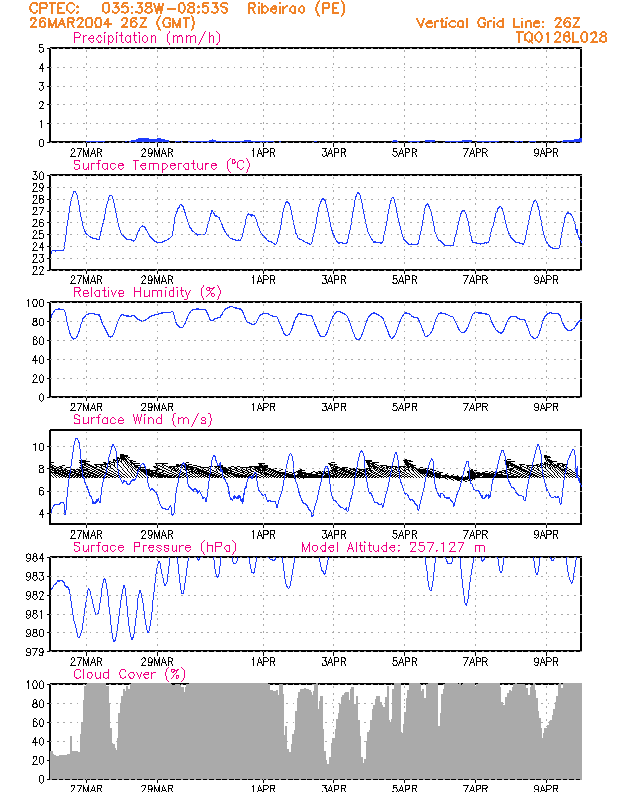 CPTEC: 035:38W-08:53S Ribeirao (PE)
26MAR2004 26Z (GMT) Vertical Grid Line: 26Z
Precipitation (mm/h) TQ0126L028
5
4
3
2
1
0
27MAR 29MAR 1APR 3APR 5APR 7APR 9APR
Surface Temperature (°C)
30
29
28
27
26
25
24
23
22
27MAR 29MAR 1APR 3APR 5APR 7APR 9APR
Relative Humidity (%)
100
80
60
40
20
0
27MAR 29MAR 1APR 3APR 5APR 7APR 9APR
Surface Wind (m/s)
10
8
6
4
27MAR 29MAR 1APR 3APR 5APR 7APR 9APR
Surface Pressure (hPa) Model Altitude: 257.127 m
984
983
982
981
980
979
27MAR 29MAR 1APR 3APR 5APR 7APR 9APR
Cloud Cover (%)
100
80
60
40
20
0
27MAR 29MAR 1APR 3APR 5APR 7APR 9APR